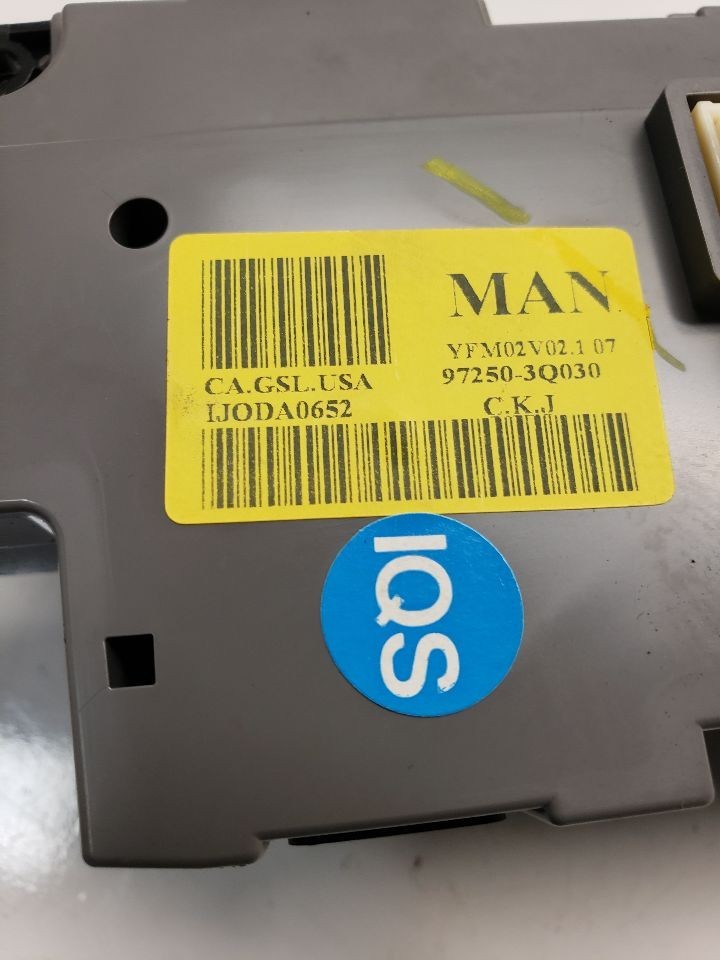 MAN
YFM02V02.1 07
CA.GSL.USA
97250-3Q030
IJODA0652
C.K.J
IQS